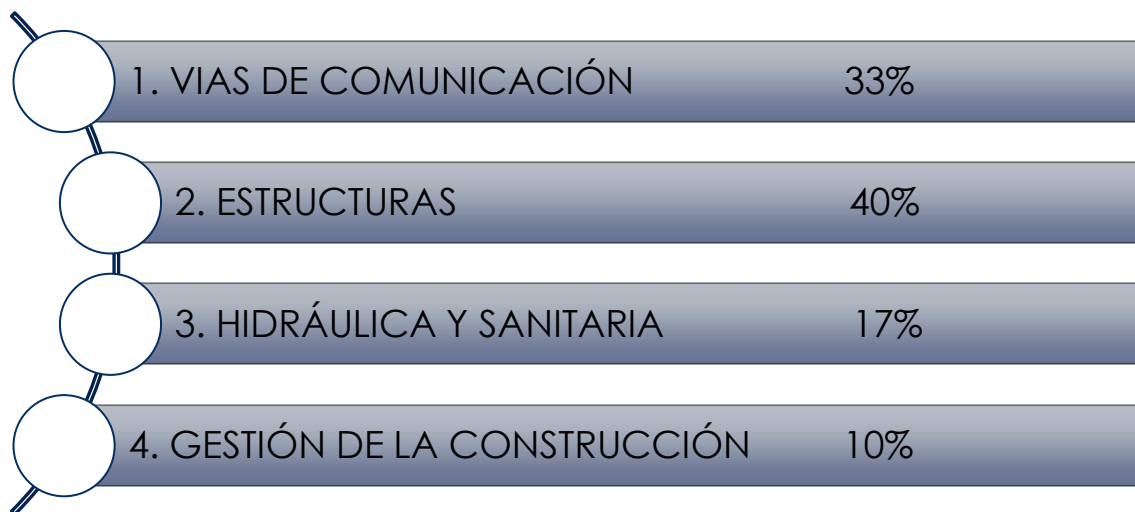 1. VIAS DE COMUNICACIÓN 33%
2. ESTRUCTURAS 40%
3. HIDRÁULICA Y SANITARIA 17%
4. GESTIÓN DE LA CONSTRUCCIÓN 10%